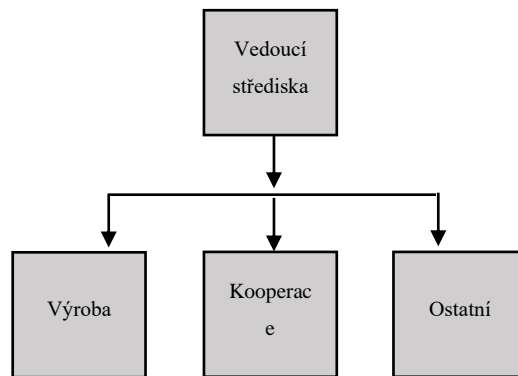 Vedoucí
střediska
Výroba
Kooperac
e
Ostatní